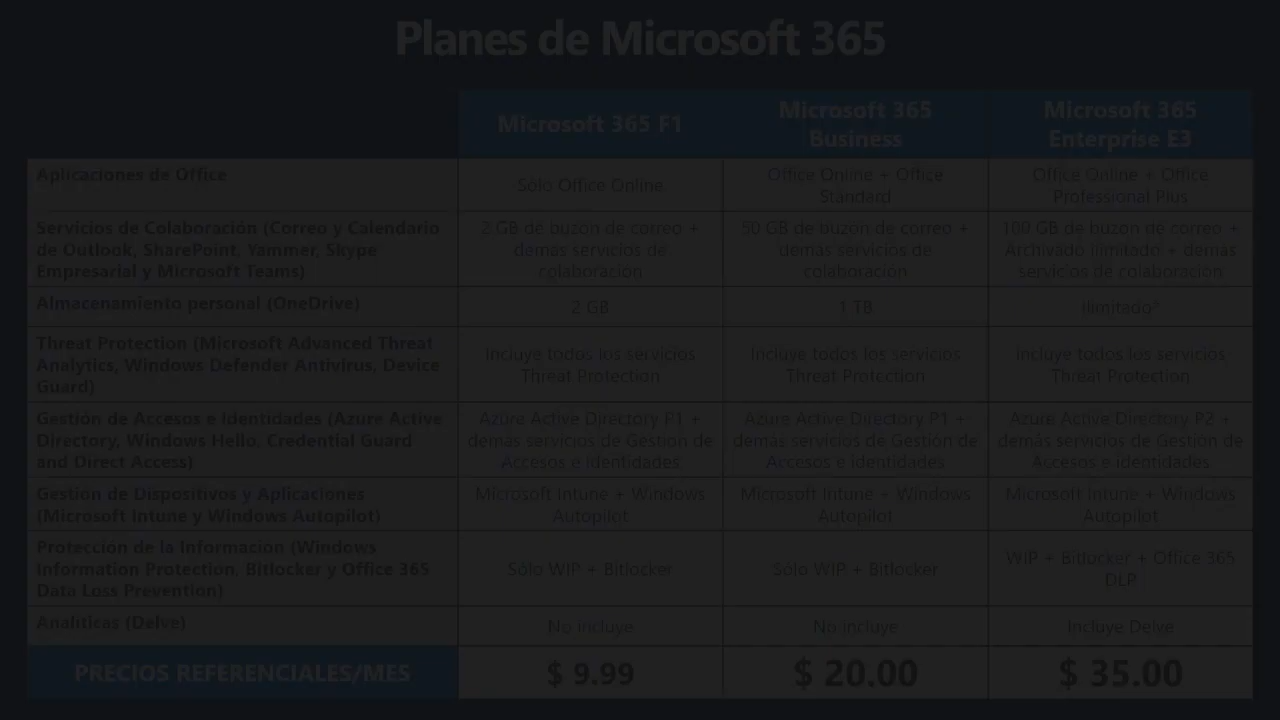 Planes de Microsoft 365
Microsoft 365 F1
Microsoft 365
Business
Microsoft 365
Enterprise E3
Aplicaciones de Office
Sólo Office Online
Office Online + Office
Standard
Office Online + Office
Professional Plus
Servicios de Colaboración (Correo y Calendario
de Outlook, SharePoint, Yammer, Skype
Empresarial y Microsoft Teams)
2 GB de buzón de correo +
demás servicios de
colaboración
50 GB de buzón de correo +
demás servicios de
colaboración
100 GB de buzón de correo +
Archivado ilimitado + demás
servicios de colaboración
Almacenamiento personal (OneDrive)
2 GB
1 TB
Ilimitado²
Threat Protection (Microsoft Advanced Threat
Analytics, Windows Defender Antivirus, Device
Guard)
Incluye todos los servicios
Threat Protection
Incluye todos los servicios
Threat Protection
Incluye todos los servicios
Threat Protection
Gestión de Accesos e Identidades (Azure Active
Directory, Windows Hello, Credential Guard
and Direct Access)
Azure Active Directory P1 +
demás servicios de Gestión de
Accesos e identidades
Azure Active Directory P1 +
demás servicios de Gestión de
Accesos e identidades
Azure Active Directory P2 +
demás servicios de Gestión de
Accesos e identidades
Gestión de Dispositivos y Aplicaciones
(Microsoft Intune y Windows Autopilot)
Microsoft Intune + Windows
Autopilot
Microsoft Intune + Windows
Autopilot
Microsoft Intune + Windows
Autopilot
Protección de la Información (Windows
Information Protection, Bitlocker y Office 365
Data Loss Prevention)
Sólo WIP + Bitlocker
Sólo WIP + Bitlocker
WIP + Bitlocker + Office 365
DLP
Analíticas (Delve)
No incluye
No incluye
Incluye Delve
PRECIOS REFERENCIALES/MES
$ 9.99
$ 20.00
$ 35.00